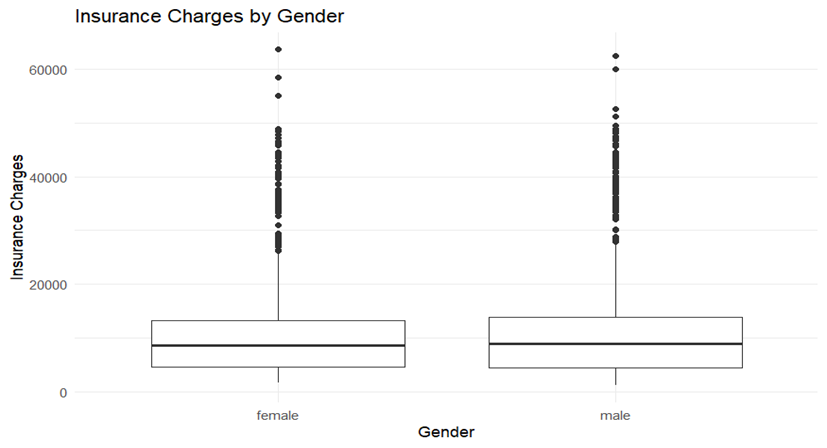 Insurance Charges by Gender
Insurance Charges
60000
40000
20000
0
female
male
Gender